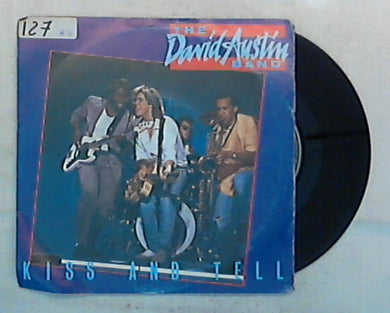 127
THE
David Austin
BAND
KISS AND TELL